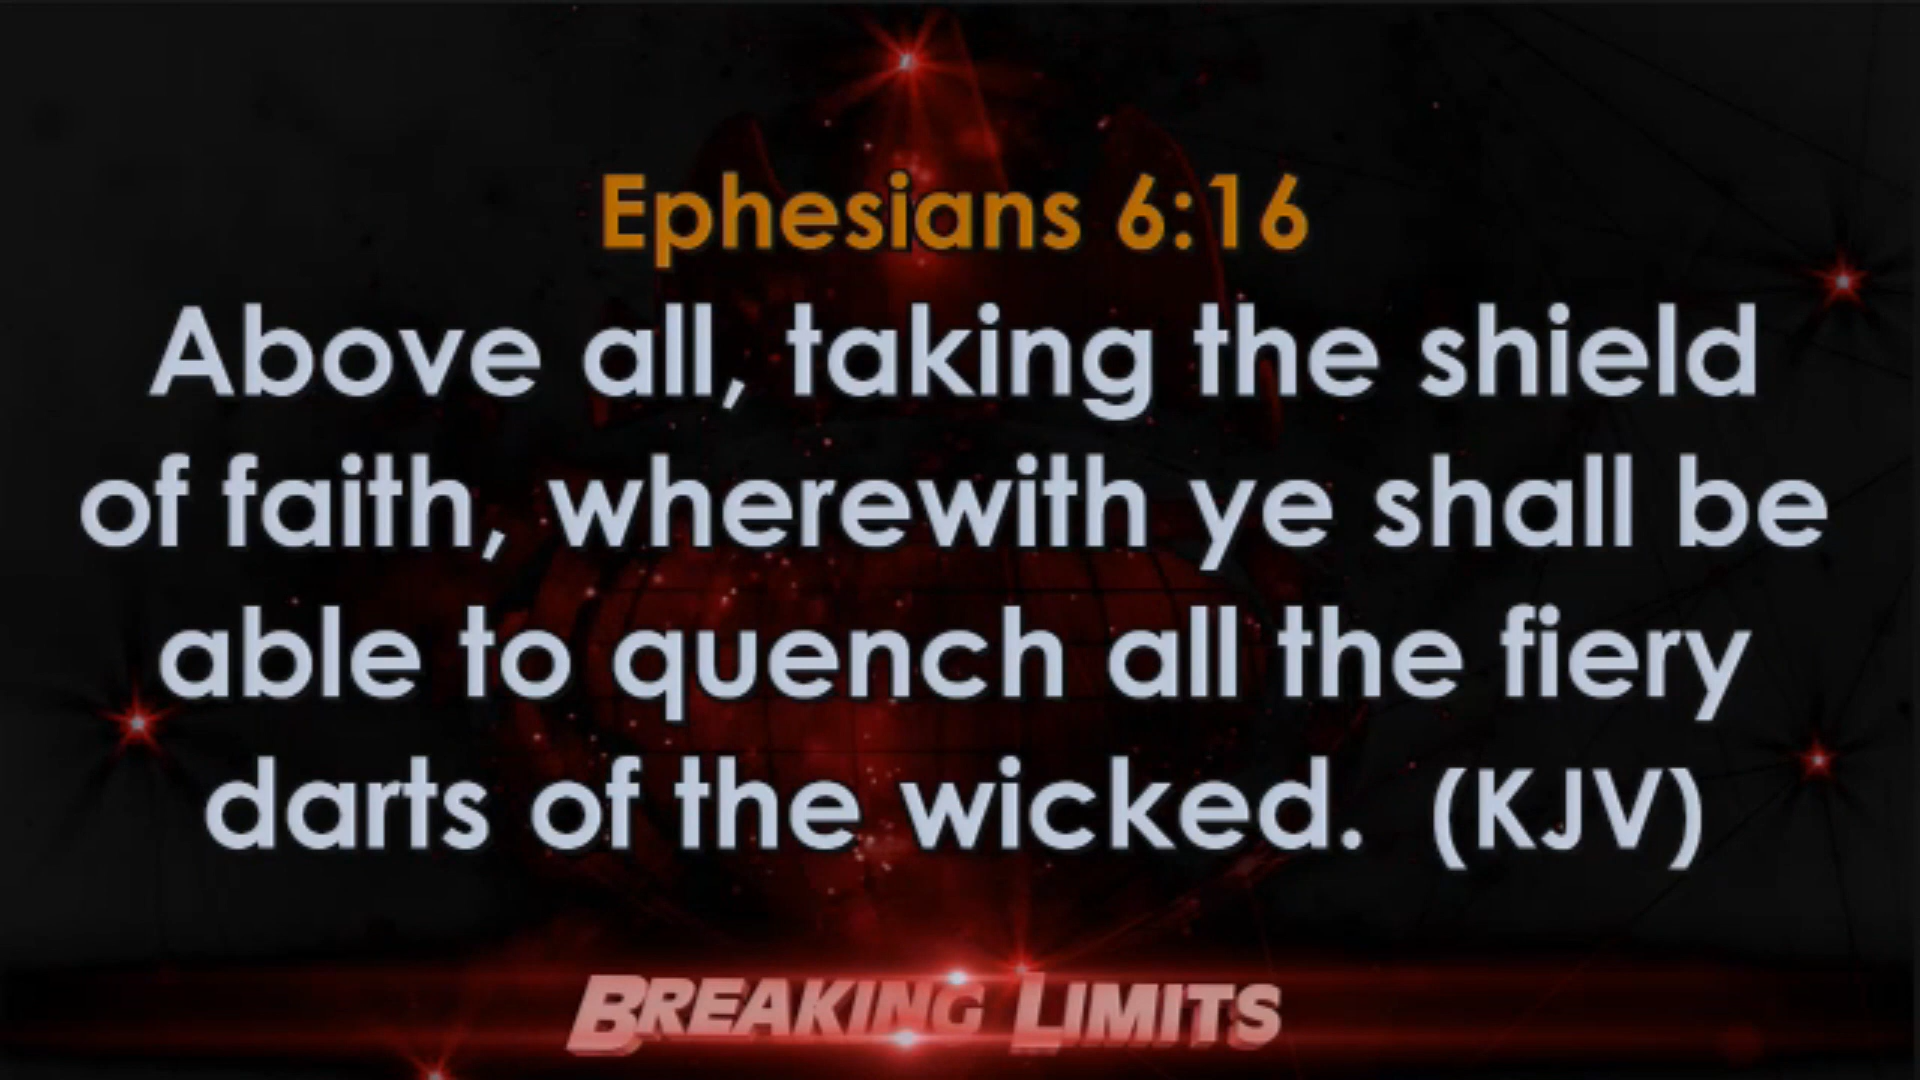 Ephesians 6:16
Above all, taking the shield
of faith, wherewith ye shall be
able to quench all the fiery
darts of the wicked. (KJV)
BREAKING LIMITS